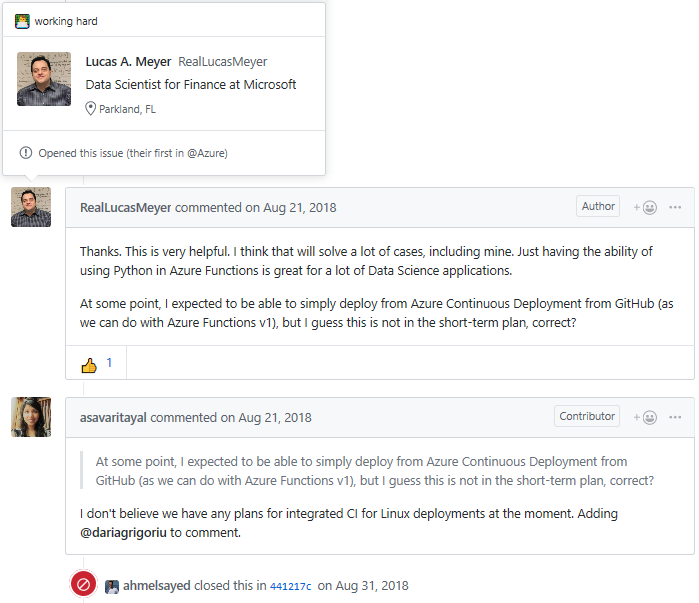 working hard
Lucas A. Meyer RealLucasMeyer
Data Scientist for Finance at Microsoft
Parkland, FL
Opened this issue (their first in @Azure)
RealLucasMeyer commented on Aug 21, 2018 Author
Thanks. This is very helpful. I think that will solve a lot of cases, including mine. Just having the ability of
using Python in Azure Functions is great for a lot of Data Science applications.
At some point, I expected to be able to simply deploy from Azure Continuous Deployment from GitHub (as
we can do with Azure Functions v1), but I guess this is not in the short-term plan, correct?
1
asavaritayal commented on Aug 21, 2018 Contributor
At some point, I expected to be able to simply deploy from Azure Continuous Deployment from
GitHub (as we can do with Azure Functions v1), but I guess this is not in the short-term plan, correct?
I don't believe we have any plans for integrated CI for Linux deployments at the moment. Adding
@dariagrigoriu to comment.
ahmelsayed closed this in 441217c on Aug 31, 2018